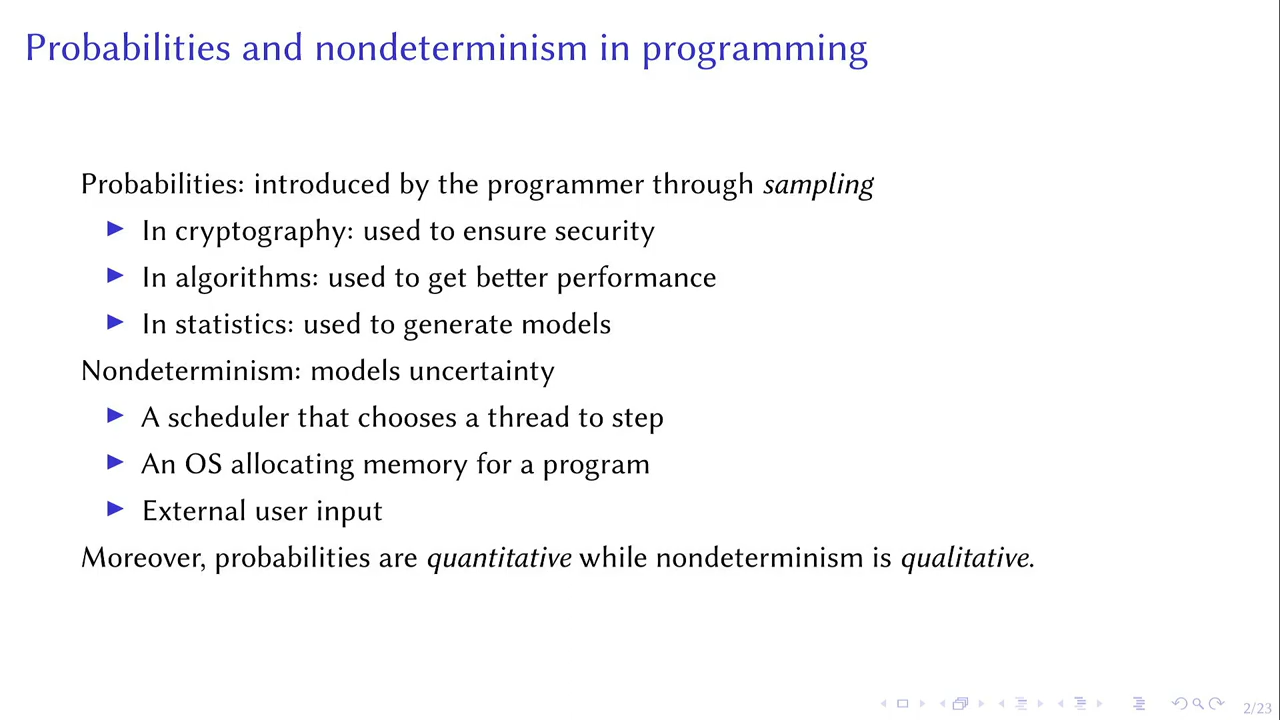 Probabilities and nondeterminism in programming
Probabilities: introduced by the programmer through sampling
In cryptography: used to ensure security
In algorithms: used to get better performance
In statistics: used to generate models
Nondeterminism: models uncertainty
A scheduler that chooses a thread to step
An OS allocating memory for a program
External user input
Moreover, probabilities are quantitative while nondeterminism is qualitative.
2/23